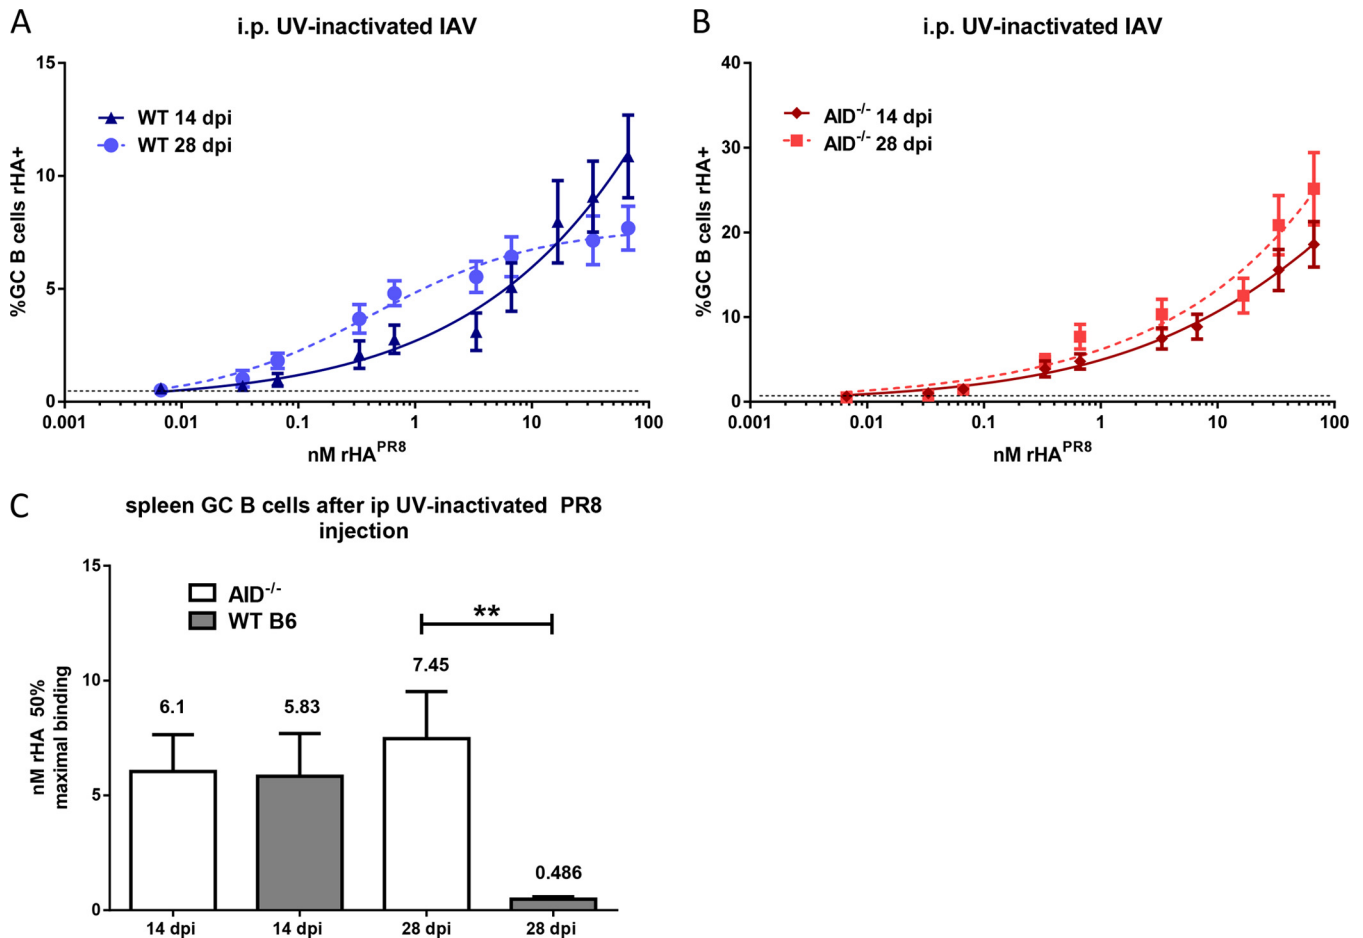 A
i.p. UV-inactivated IAV
15
10
5
0
%GC B cells rHA+
WT 14 dpi
WT 28 dpi
0.001
0.01
0.1
1
10
100
nM rHA^PR8
B
i.p. UV-inactivated IAV
40
30
20
10
0
%GC B cells rHA+
AID-/- 14 dpi
AID-/- 28 dpi
0.001
0.01
0.1
1
10
100
nM rHA^PR8
C
spleen GC B cells after ip UV-inactivated PR8
injection
15
10
5
0
nM rHA 50%
maximal binding
AID-/-
WT B6
**
6.1
5.83
7.45
0.486
14 dpi
14 dpi
28 dpi
28 dpi